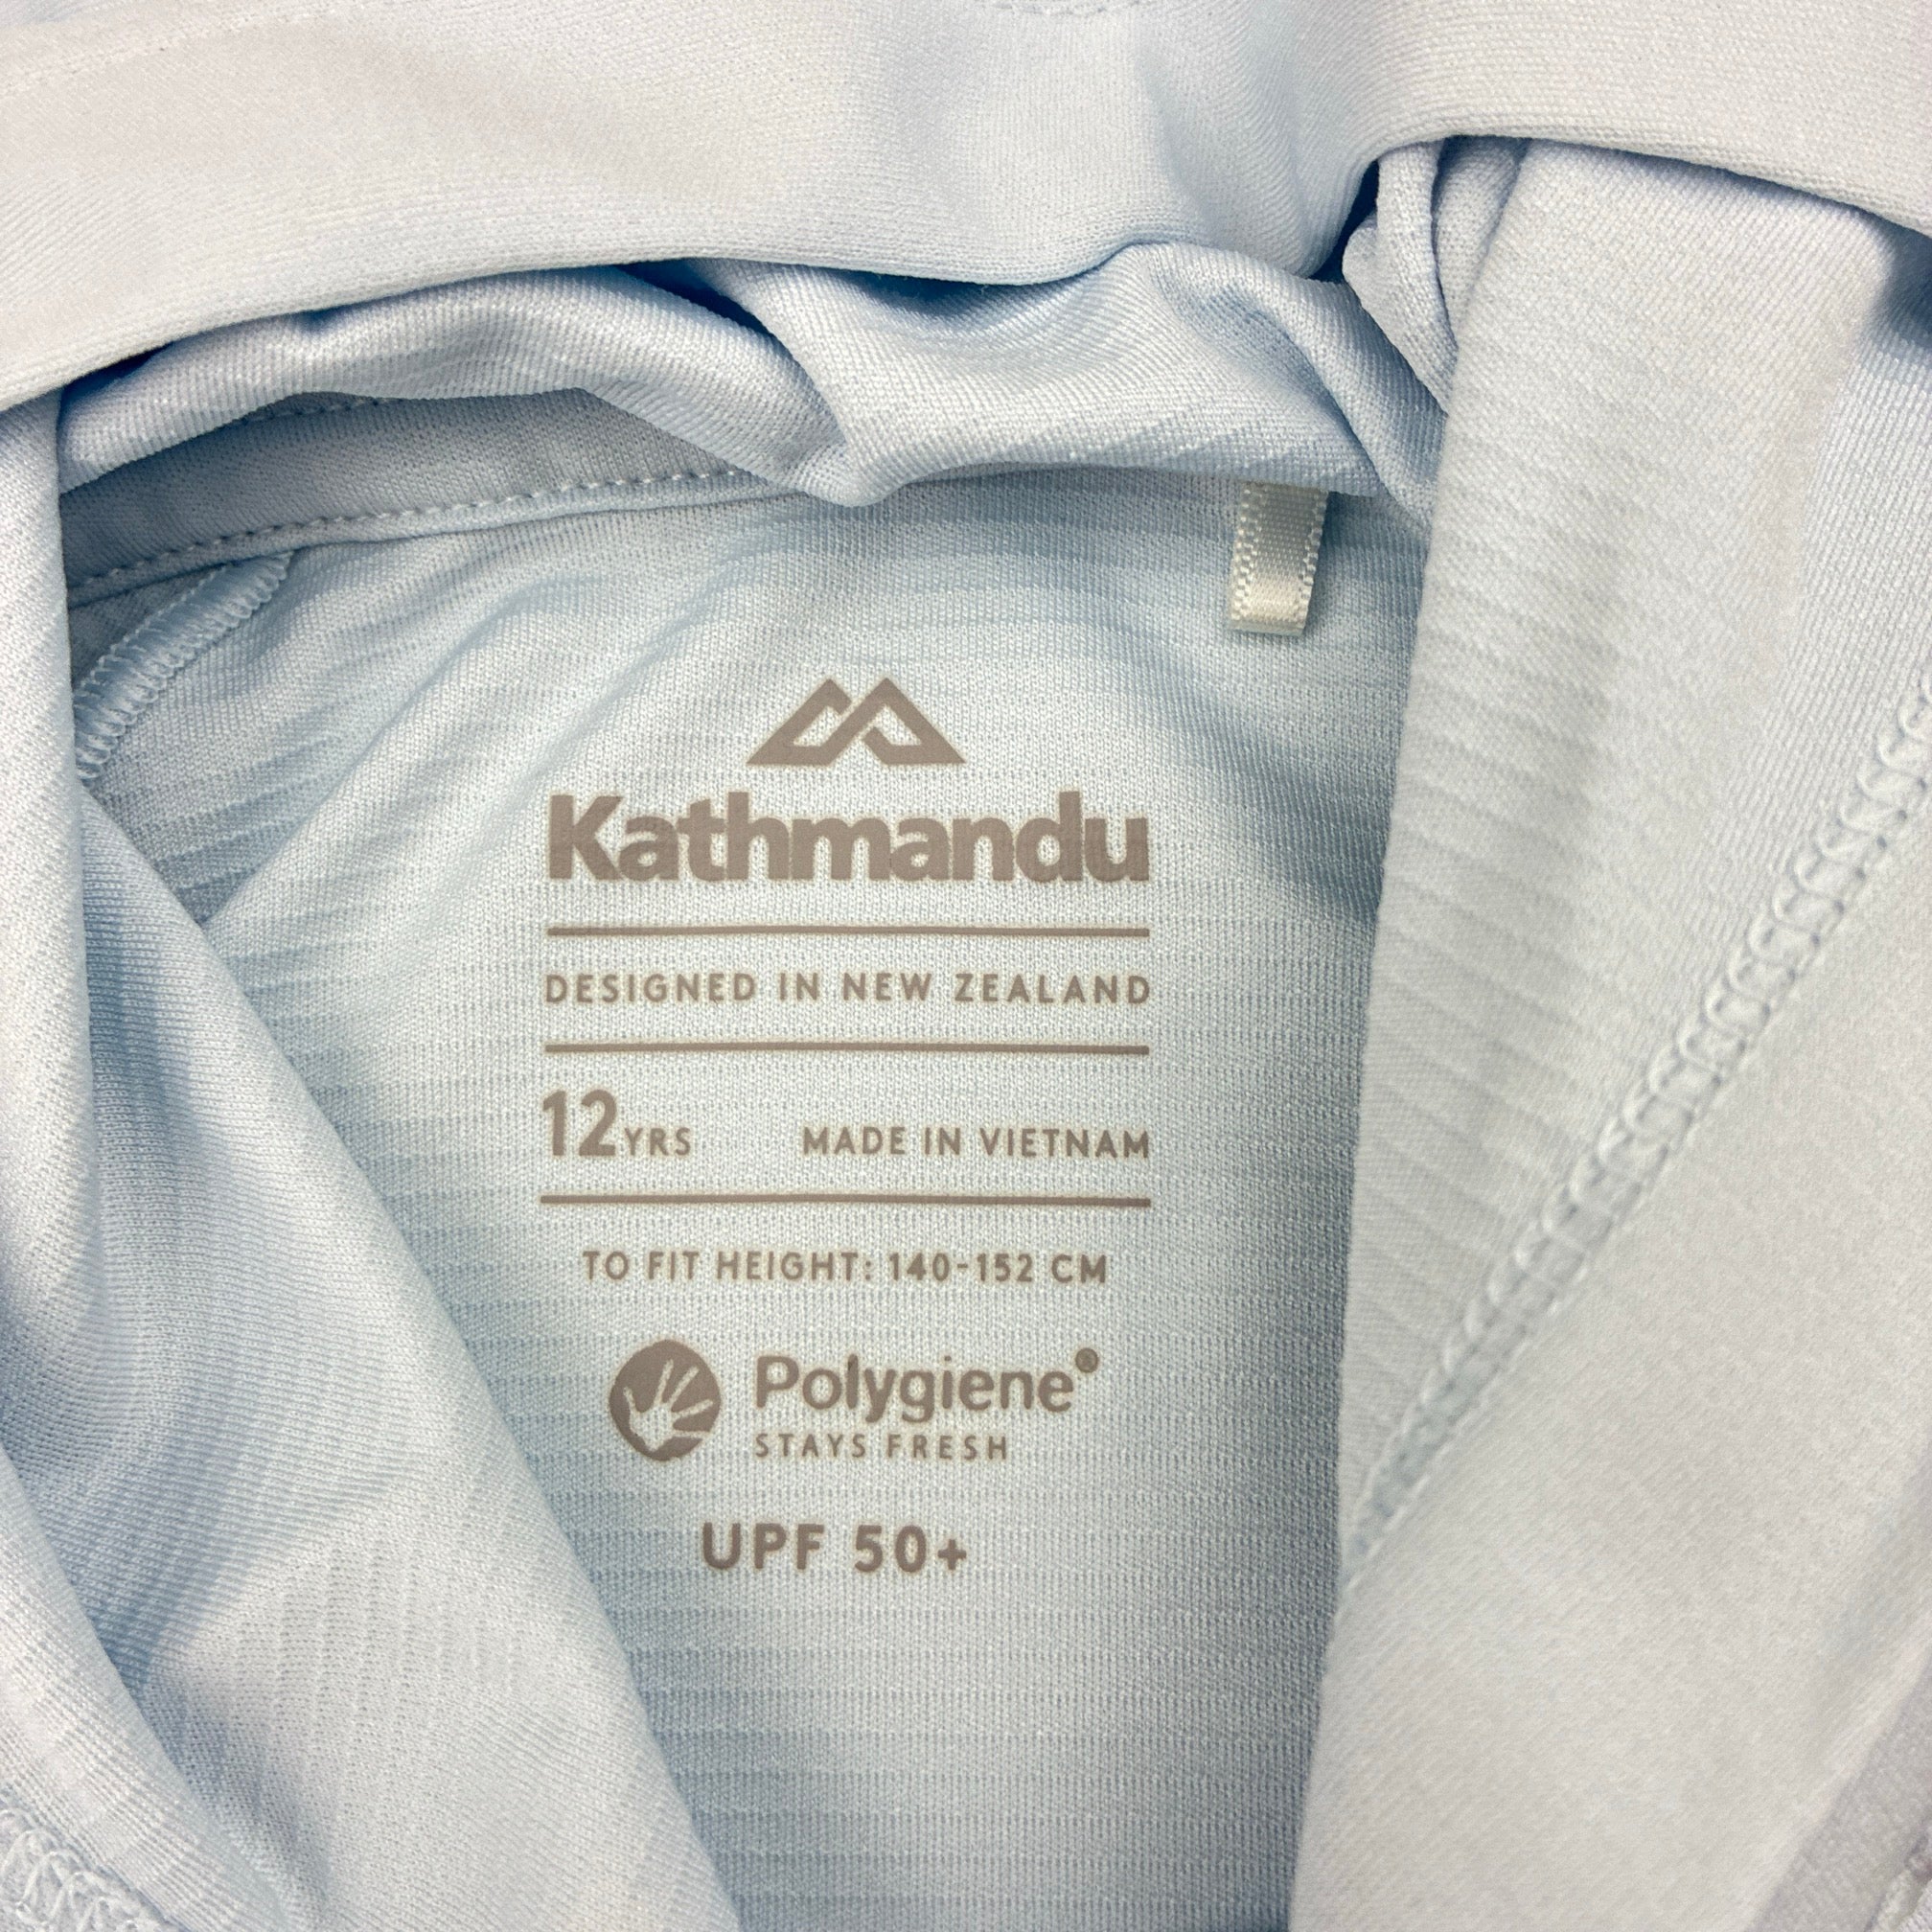 Kathmandu
DESIGNED IN NEW ZEALAND
12YRS MADE IN VIETNAM
TO FIT HEIGHT: 140-152 CM
Polygiene®
STAYS FRESH
UPF 50+